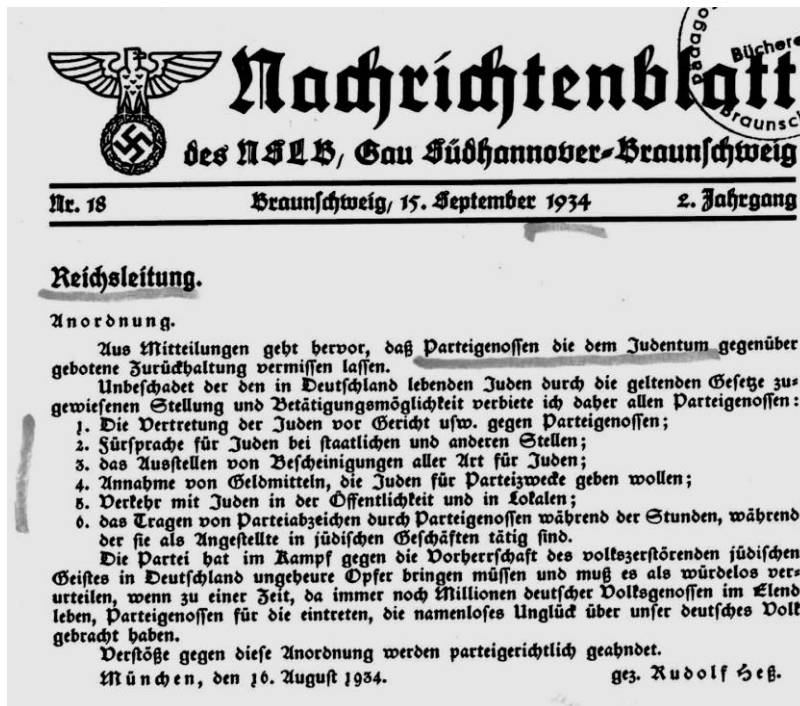 Nachrichtenblatt
des NSLB, Gau Südhannover-Braunschweig
Nr. 18 Braunschweig, 15. September 1934 2. Jahrgang
Reichsleitung.
Anordnung.
Aus Mitteilungen geht hervor, daß Parteigenossen die dem Judentum gegenüber
gebotene Zurückhaltung vermissen lassen.
Unbeschadet der den in Deutschland lebenden Juden durch die geltenden Gesetze zu-
gewiesenen Stellung und Betätigungsmöglichkeit verbiete ich daher allen Parteigenossen:
1. Die Vertretung der Juden vor Gericht usw. gegen Parteigenossen;
2. Fürsprache für Juden bei staatlichen und anderen Stellen;
3. das Ausstellen von Bescheinigungen aller Art für Juden;
4. Annahme von Geldmitteln, die Juden für Parteizwecke geben wollen;
5. Verkehr mit Juden in der Öffentlichkeit und in Lokalen;
6. das Tragen von Parteiabzeichen durch Parteigenossen während der Stunden, während
der sie als Angestellte in jüdischen Geschäften tätig sind.
Die Partei hat im Kampf gegen die Vorherrschaft des volkszerstörenden jüdischen
Geistes in Deutschland ungeheure Opfer bringen müssen und muß es als würdelos ver-
urteilen, wenn zu einer Zeit, da immer noch Millionen deutscher Volksgenossen im Elend
leben, Parteigenossen für die eintreten, die namenloses Unglück über unser deutsches Volk
gebracht haben.
Verstöße gegen diese Anordnung werden parteigerichtlich geahndet.
München, den 16. August 1934. gez. Rudolf Heß.